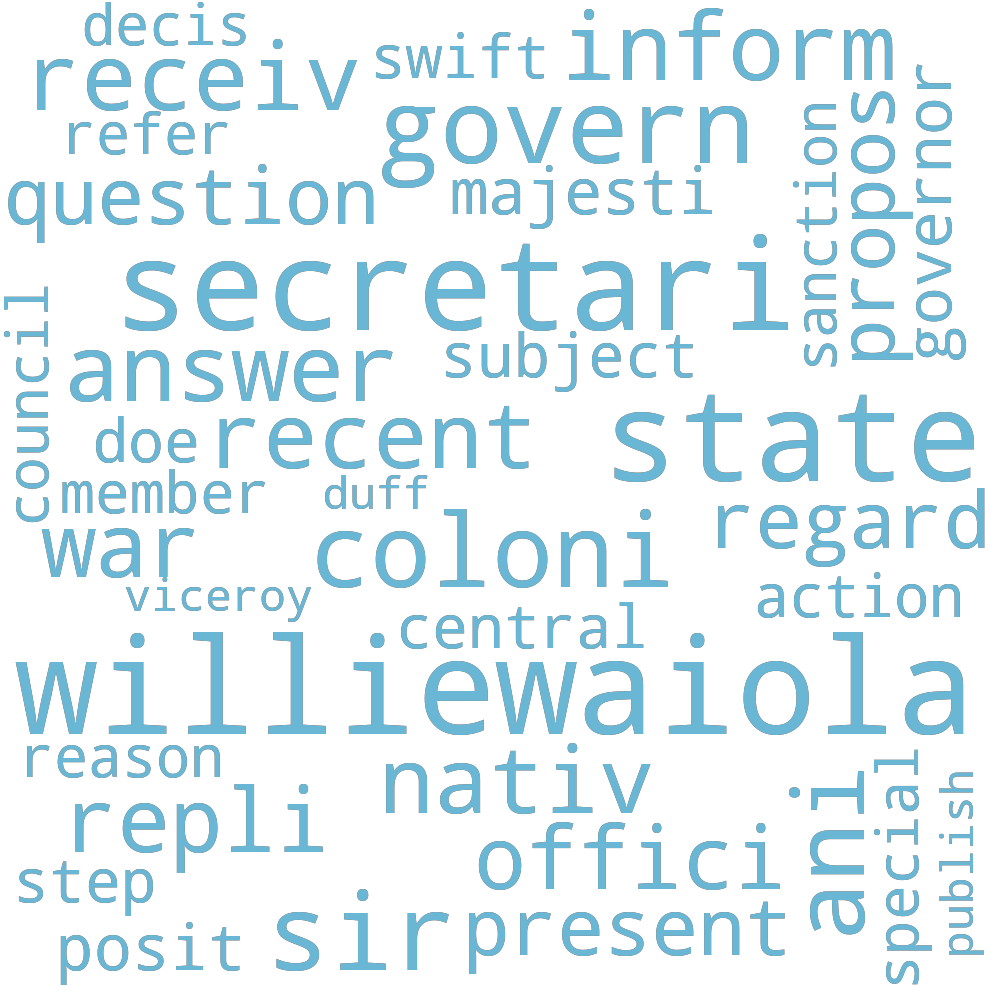 decis
swift
inform
receiv
refer
govern
question
majesti
sanction
propos
governor
secretari
council
answer
subject
doe
recent
state
member
duff
regard
war
coloni
viceroy
central
action
williewaiola
reason
nativ
repli
offici
ani
special
publish
step
posit
sir
present